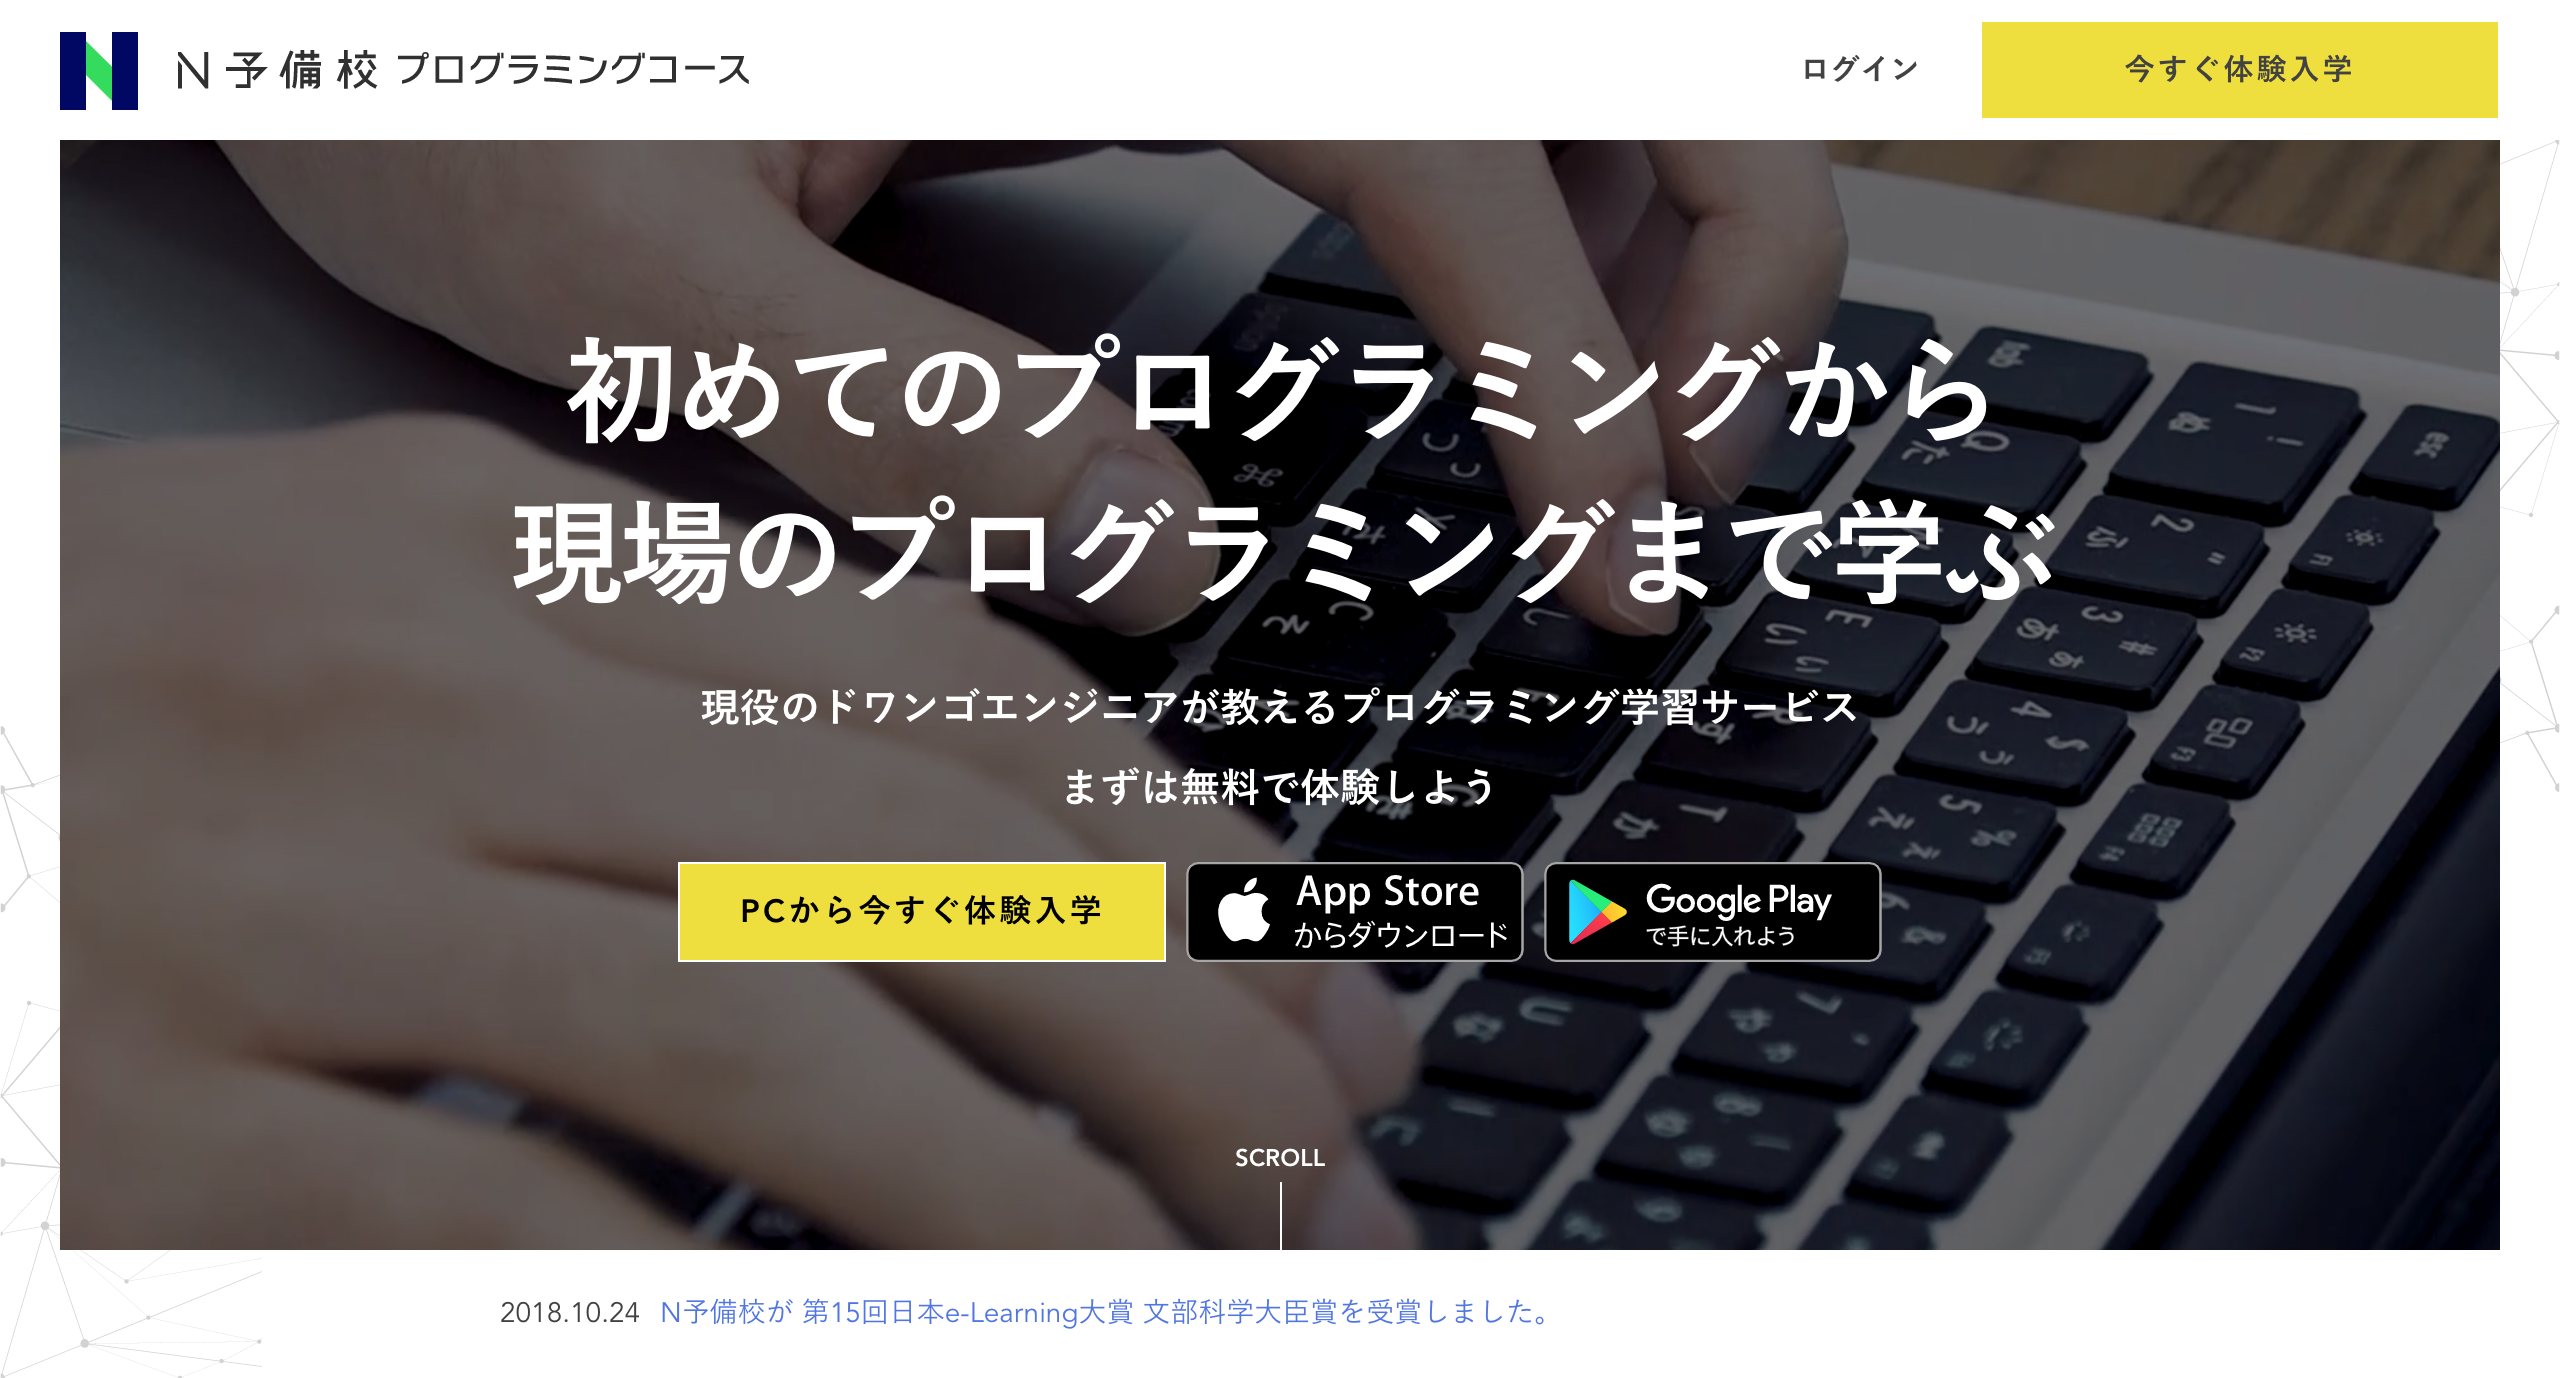 N予備校 プログラミングコース
ログイン
今すぐ体験入学
初めてのプログラミングから
現場のプログラミングまで学ぶ
現役のドワンゴエンジニアが教えるプログラミング学習サービス
まずは無料で体験しよう
PCから今すぐ体験入学
App Store
からダウンロード
Google Play
で手に入れよう
SCROLL
2018.10.24 N予備校が 第15回日本e-Learning大賞 文部科学大臣賞を受賞しました。